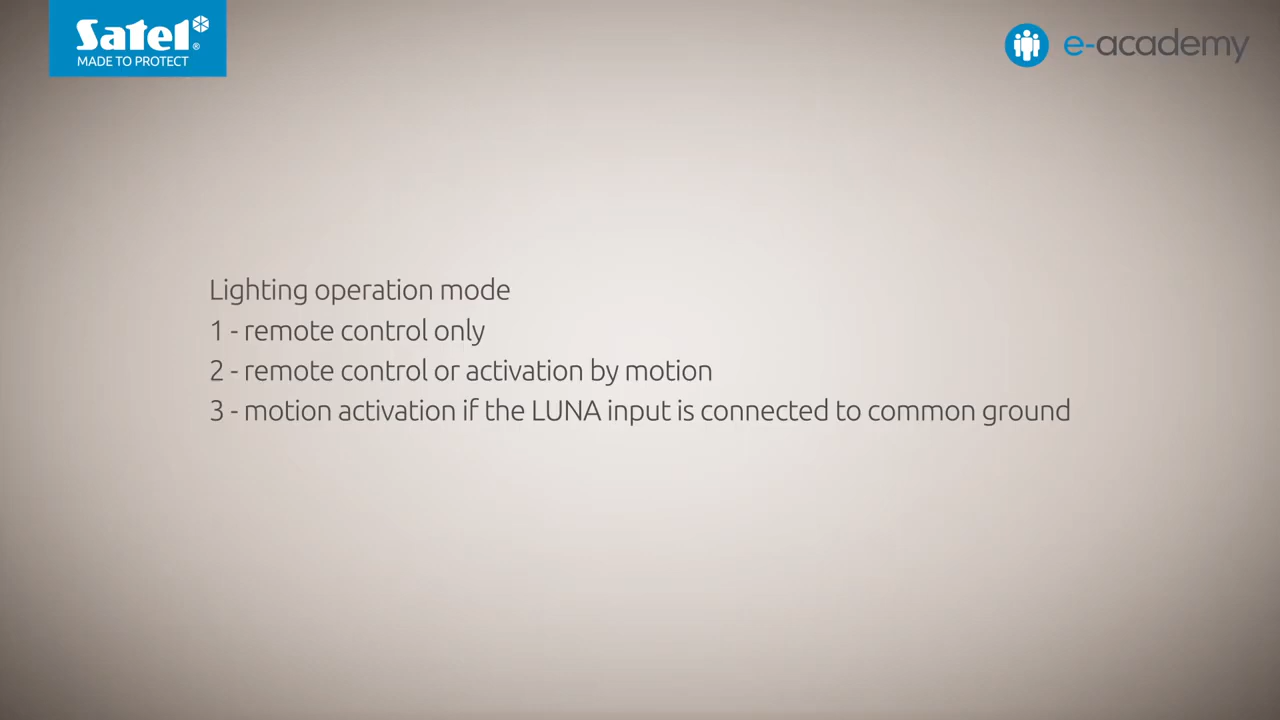 Satel®
MADE TO PROTECT
e-academy
Lighting operation mode
1 - remote control only
2 - remote control or activation by motion
3 - motion activation if the LUNA input is connected to common ground